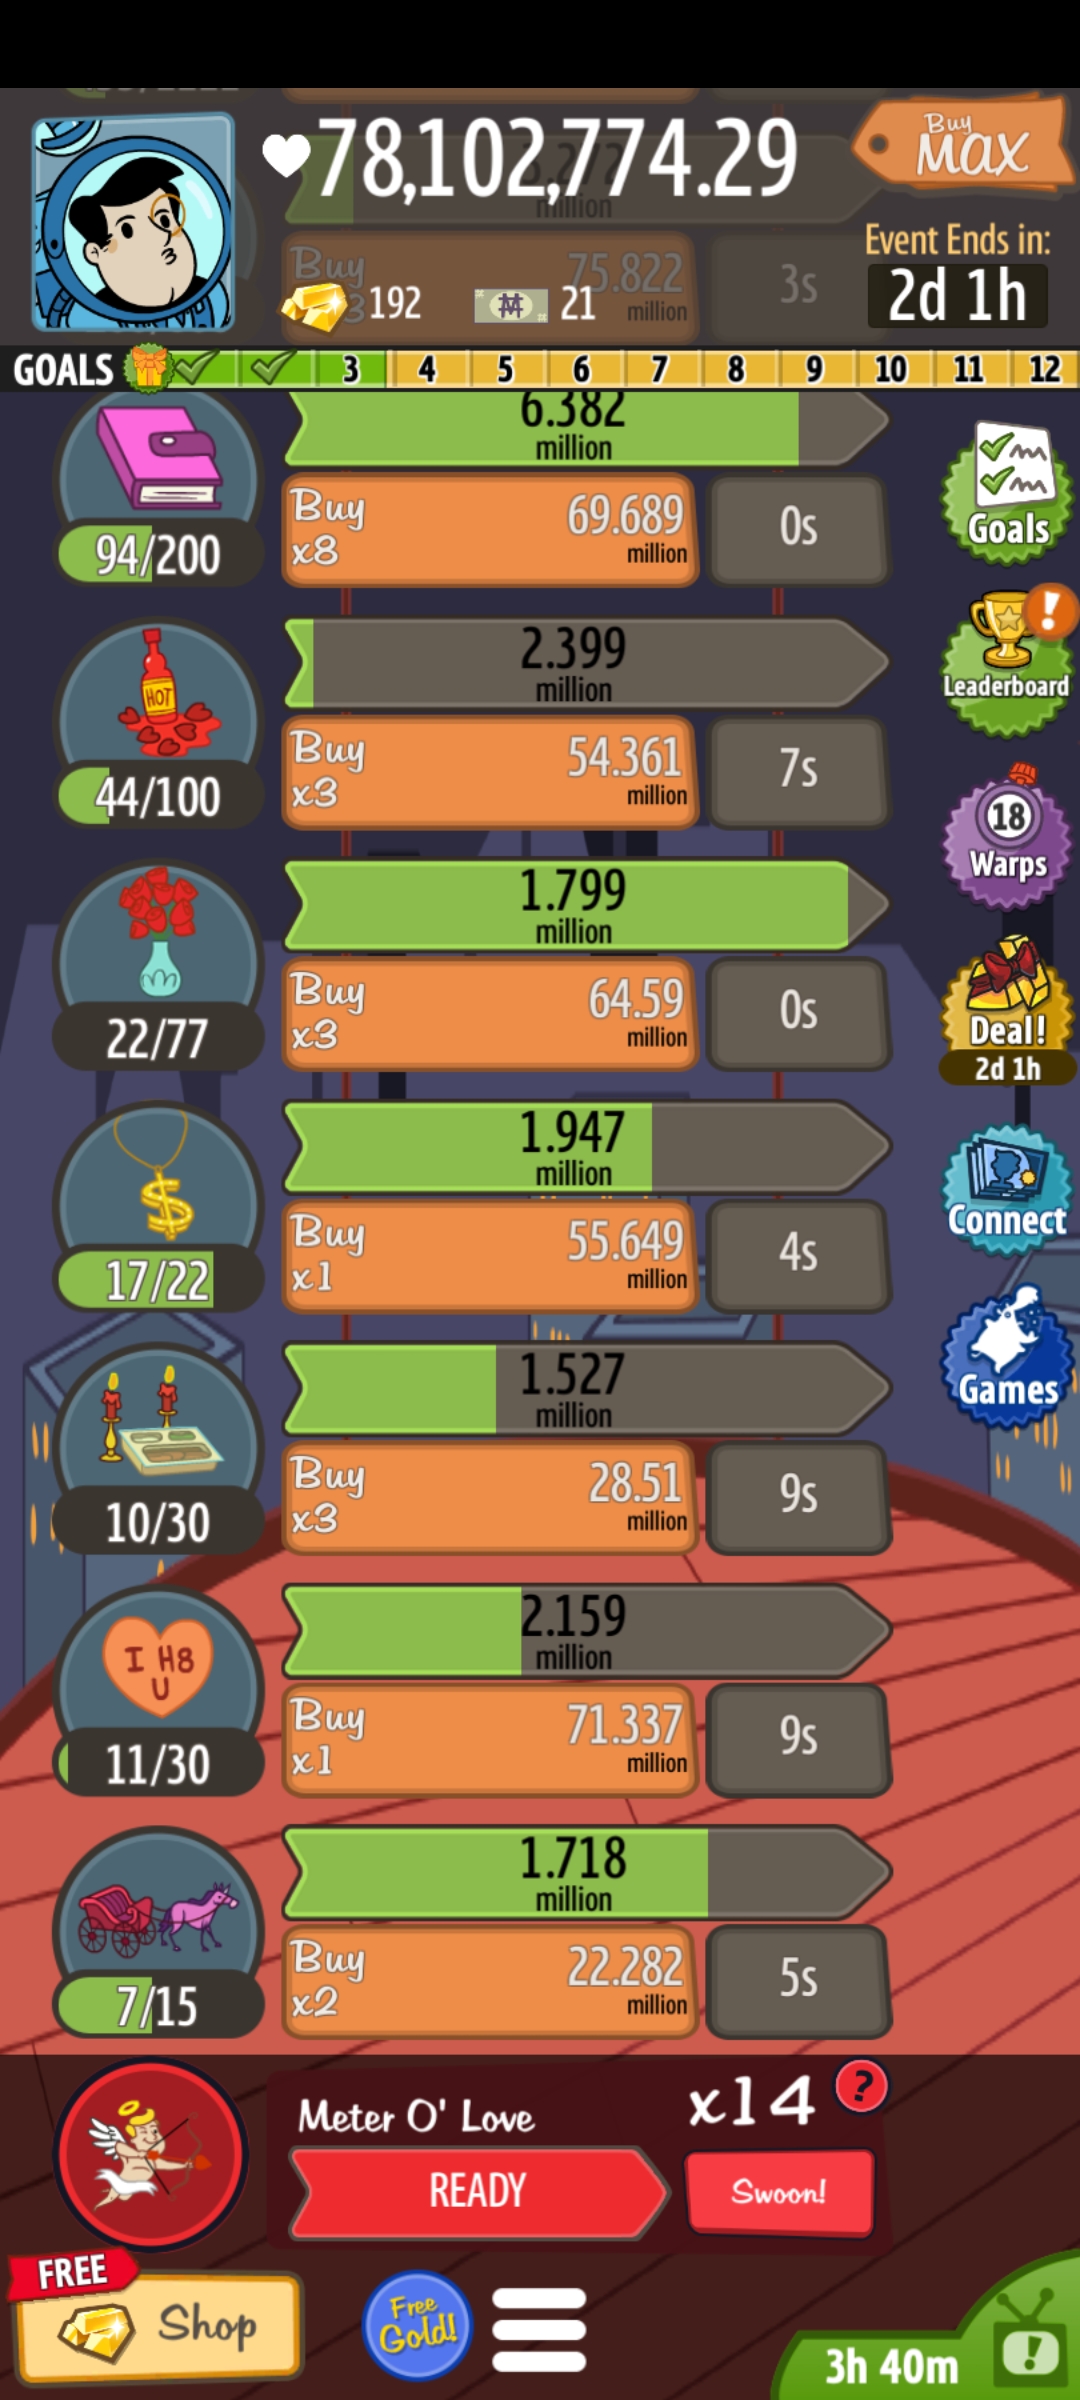 78,102,774.29
Buy
MAX
million
Buy
75.822
million
3s
192
21
Event Ends in:
2d 1h
GOALS
3 4 5 6 7 8 9 10 11 12
6.382
million
94/200
Buy
x8
69.689
million
0s
Goals
2.399
million
HOT
44/100
Buy
x3
54.361
million
7s
!
Leaderboard
18
Warps
1.799
million
22/77
Buy
x3
64.59
million
0s
Deal!
2d 1h
1.947
million
$
17/22
Buy
x1
55.649
million
4s
Connect
1.527
million
10/30
Buy
x3
28.51
million
9s
Games
2.159
million
I H8
U
11/30
Buy
x1
71.337
million
9s
1.718
million
7/15
Buy
x2
22.282
million
5s
Meter O' Love
x14
?
READY
Swoon!
FREE
Shop
Free
Gold!
3h 40m
!